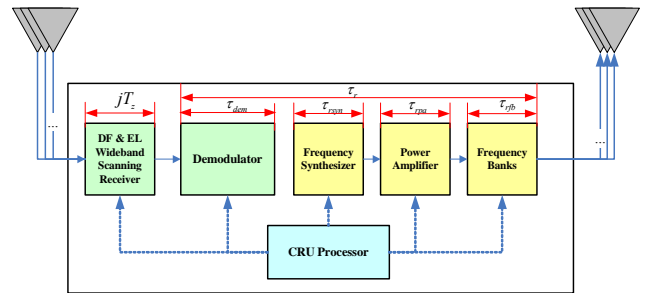 τ_r
jT_z
τ_dem
τ_rsyn
τ_rpa
τ_rfb
...
...
DF & EL
Wideband
Scanning
Receiver
Demodulator
Frequency
Synthesizer
Power
Amplifier
Frequency
Banks
CRU Processor